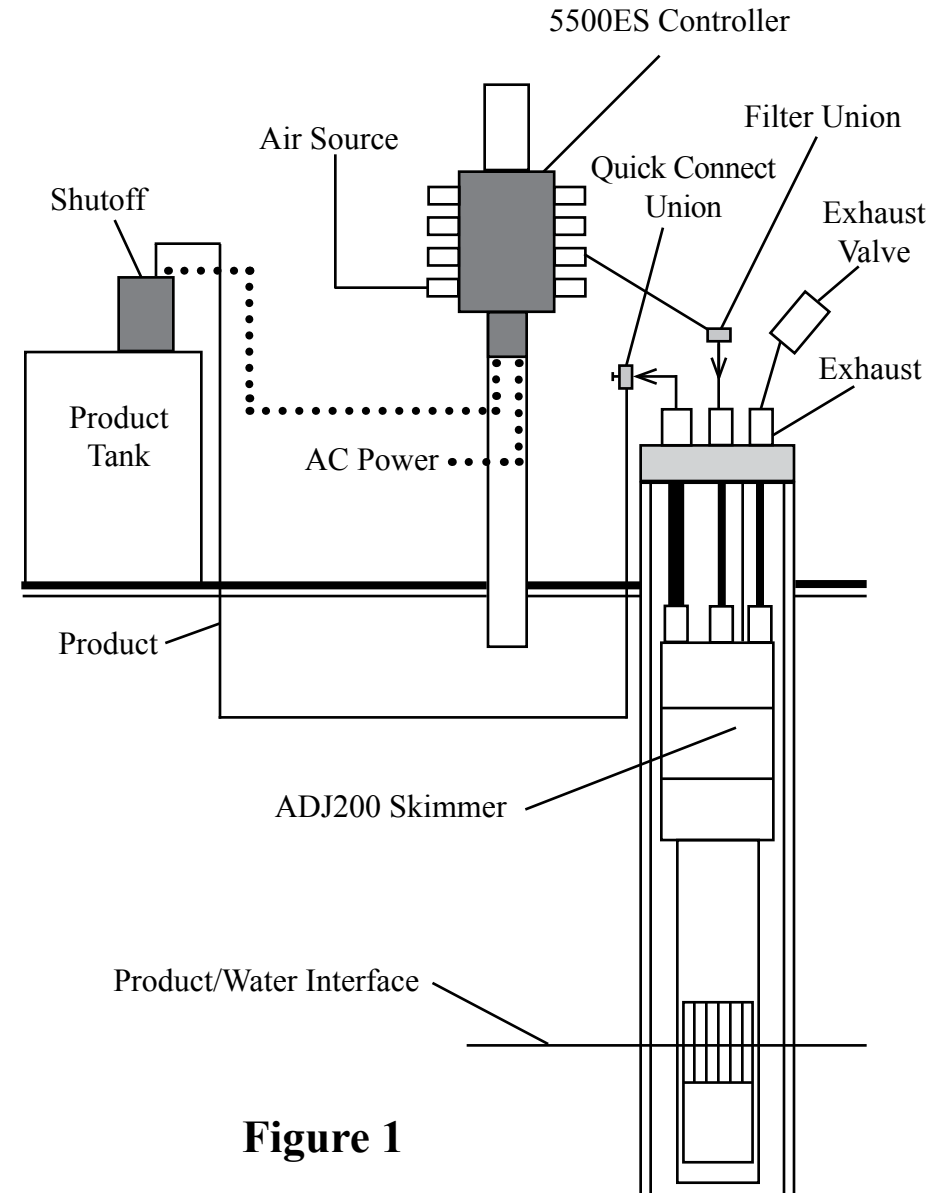 5500ES Controller
Filter Union
Air Source
Quick Connect
Union
Shutoff
Exhaust
Valve
Exhaust
Product
Tank
AC Power
Product
ADJ200 Skimmer
Product/Water Interface
Figure 1